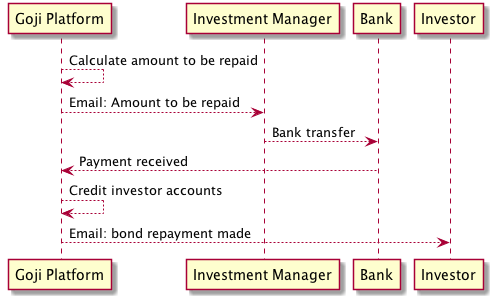 Goji Platform
Investment Manager
Bank
Investor
Calculate amount to be repaid
Email: Amount to be repaid
Bank transfer
Payment received
Credit investor accounts
Email: bond repayment made
Goji Platform
Investment Manager
Bank
Investor